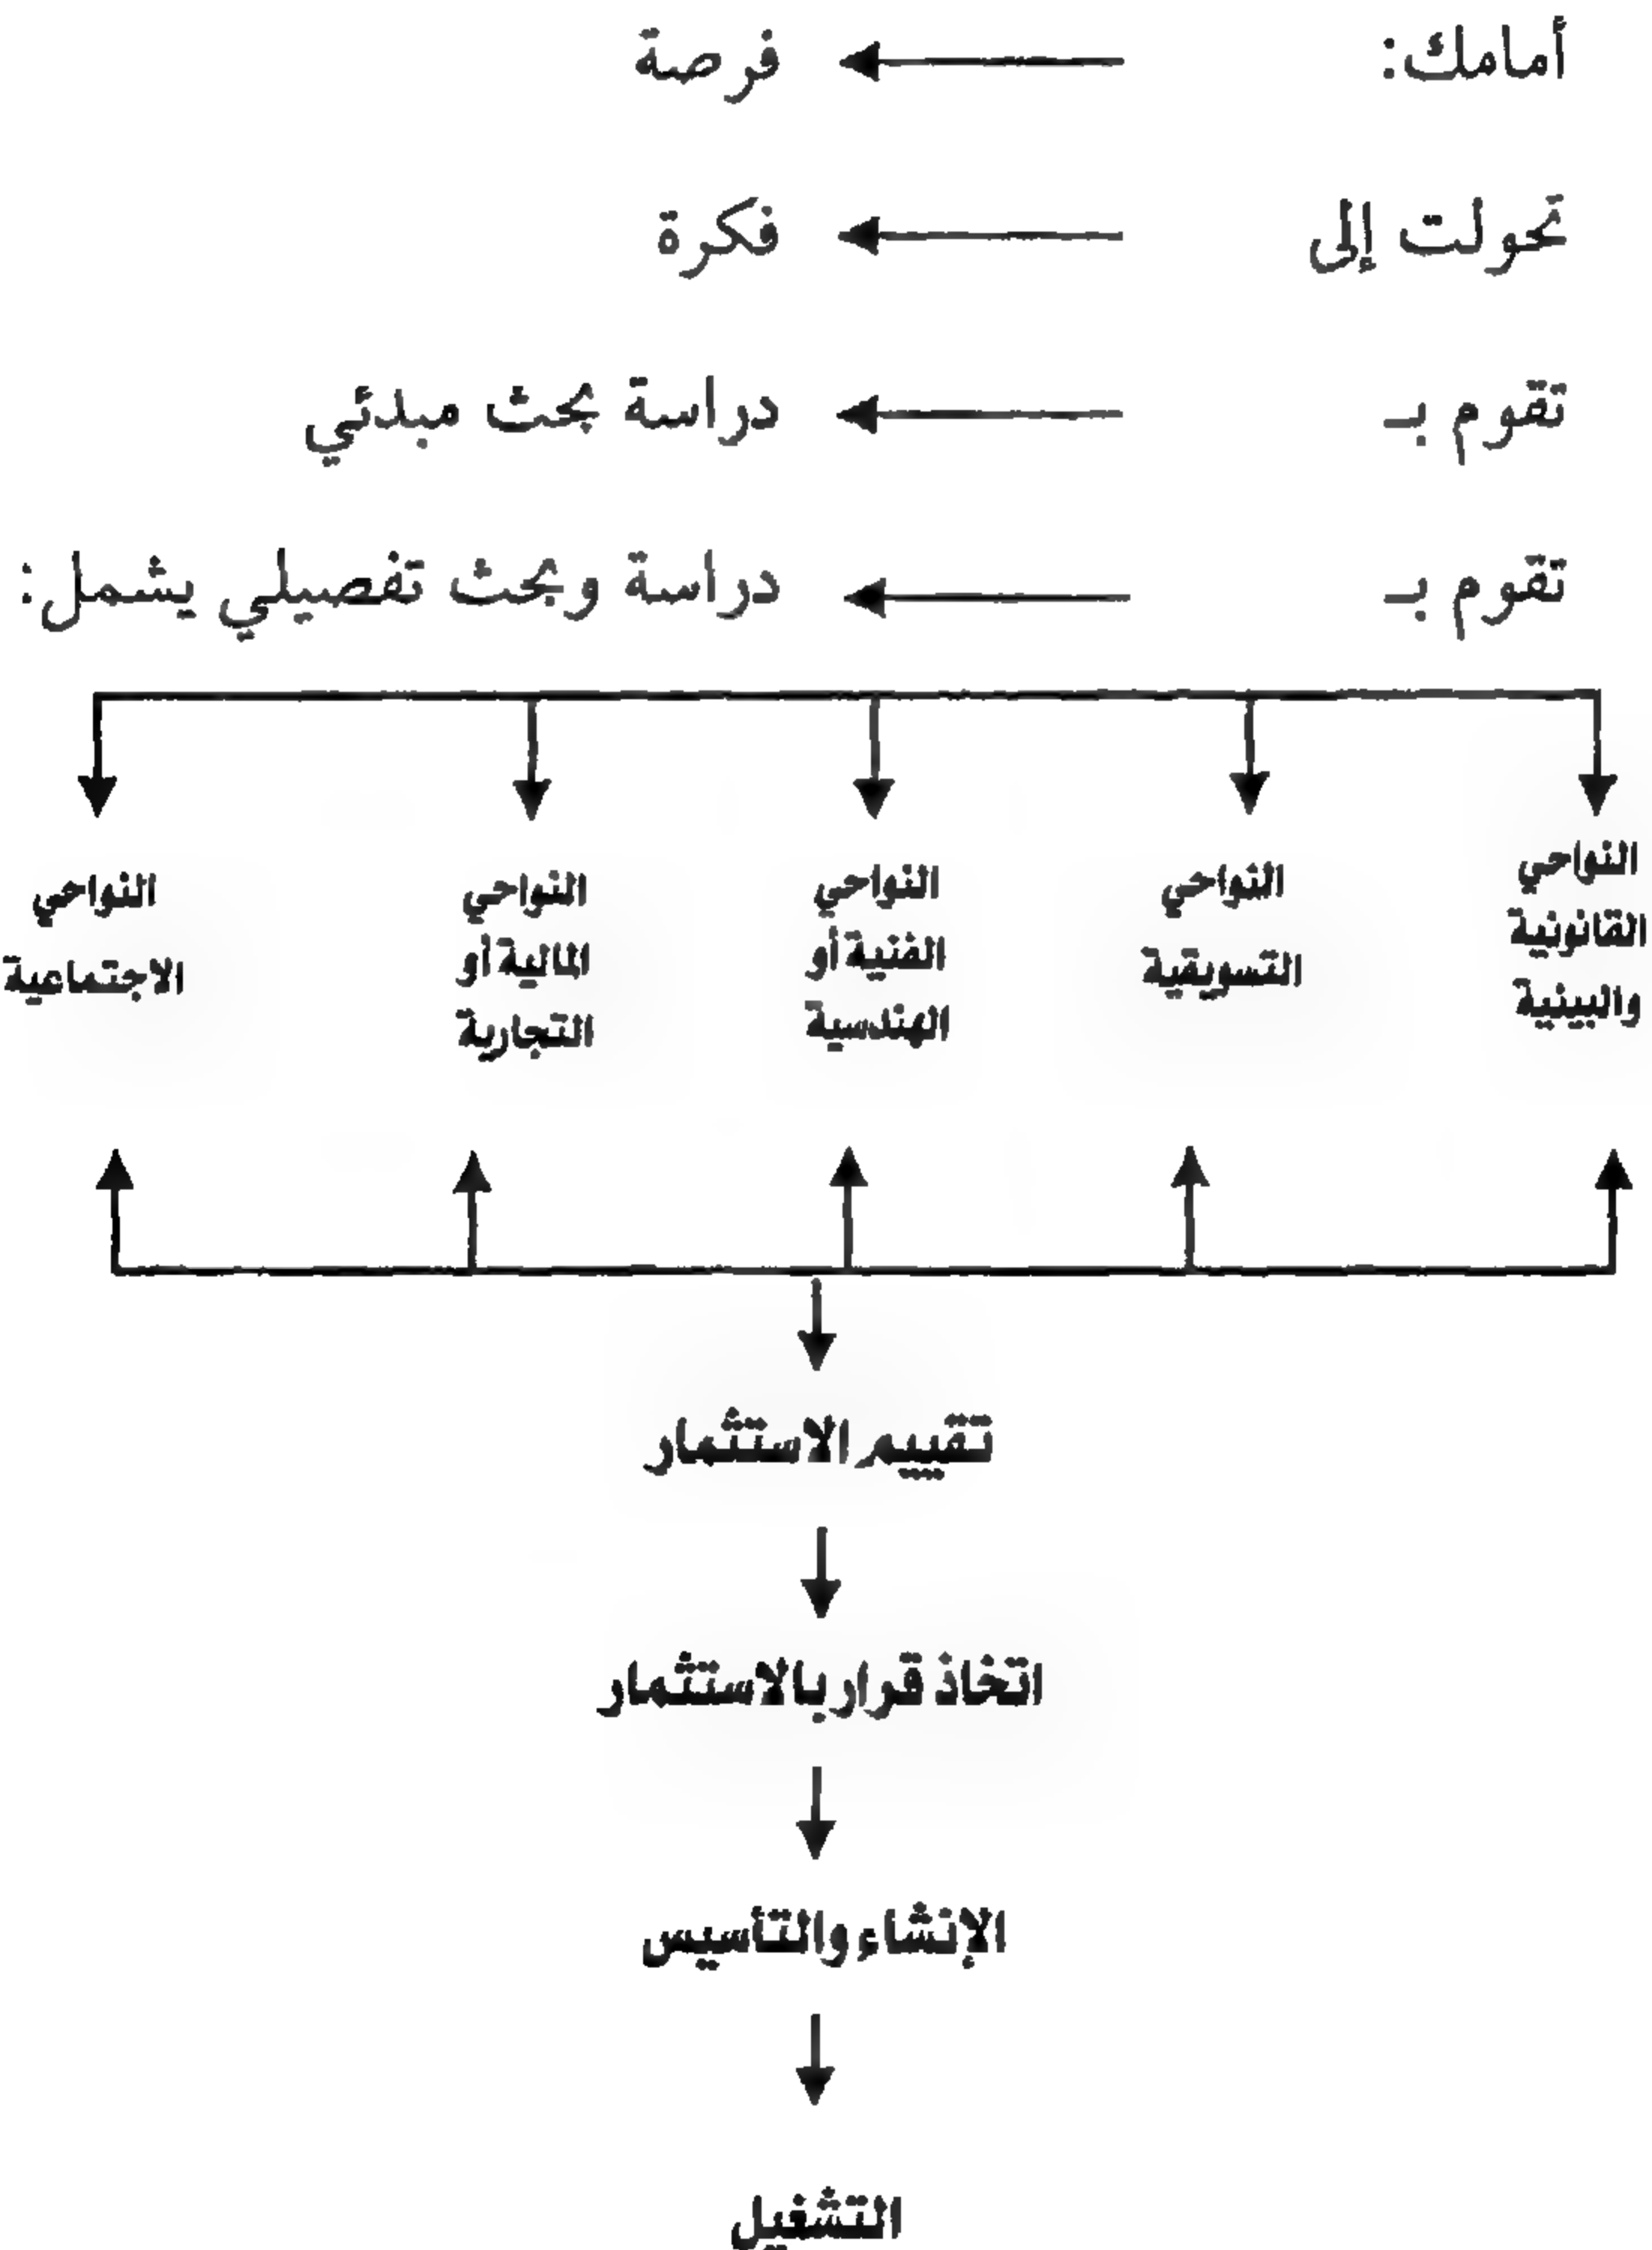 أمامك: فرصة
تحولت إلى فكرة
تقوم بـ دراسة بحث مبدئي
تقوم بـ دراسة وبحث تفصيلي يشمل:
النواحي
القانونية
والبيئية
النواحي
التسويقية
النواحي
الفنية أو
الهندسية
النواحي
المالية أو
التجارية
النواحي
الاجتماعية
تقييم الاستثمار
اتخاذ قرار بالاستثمار
الإنشاء والتأسيس
التشغيل